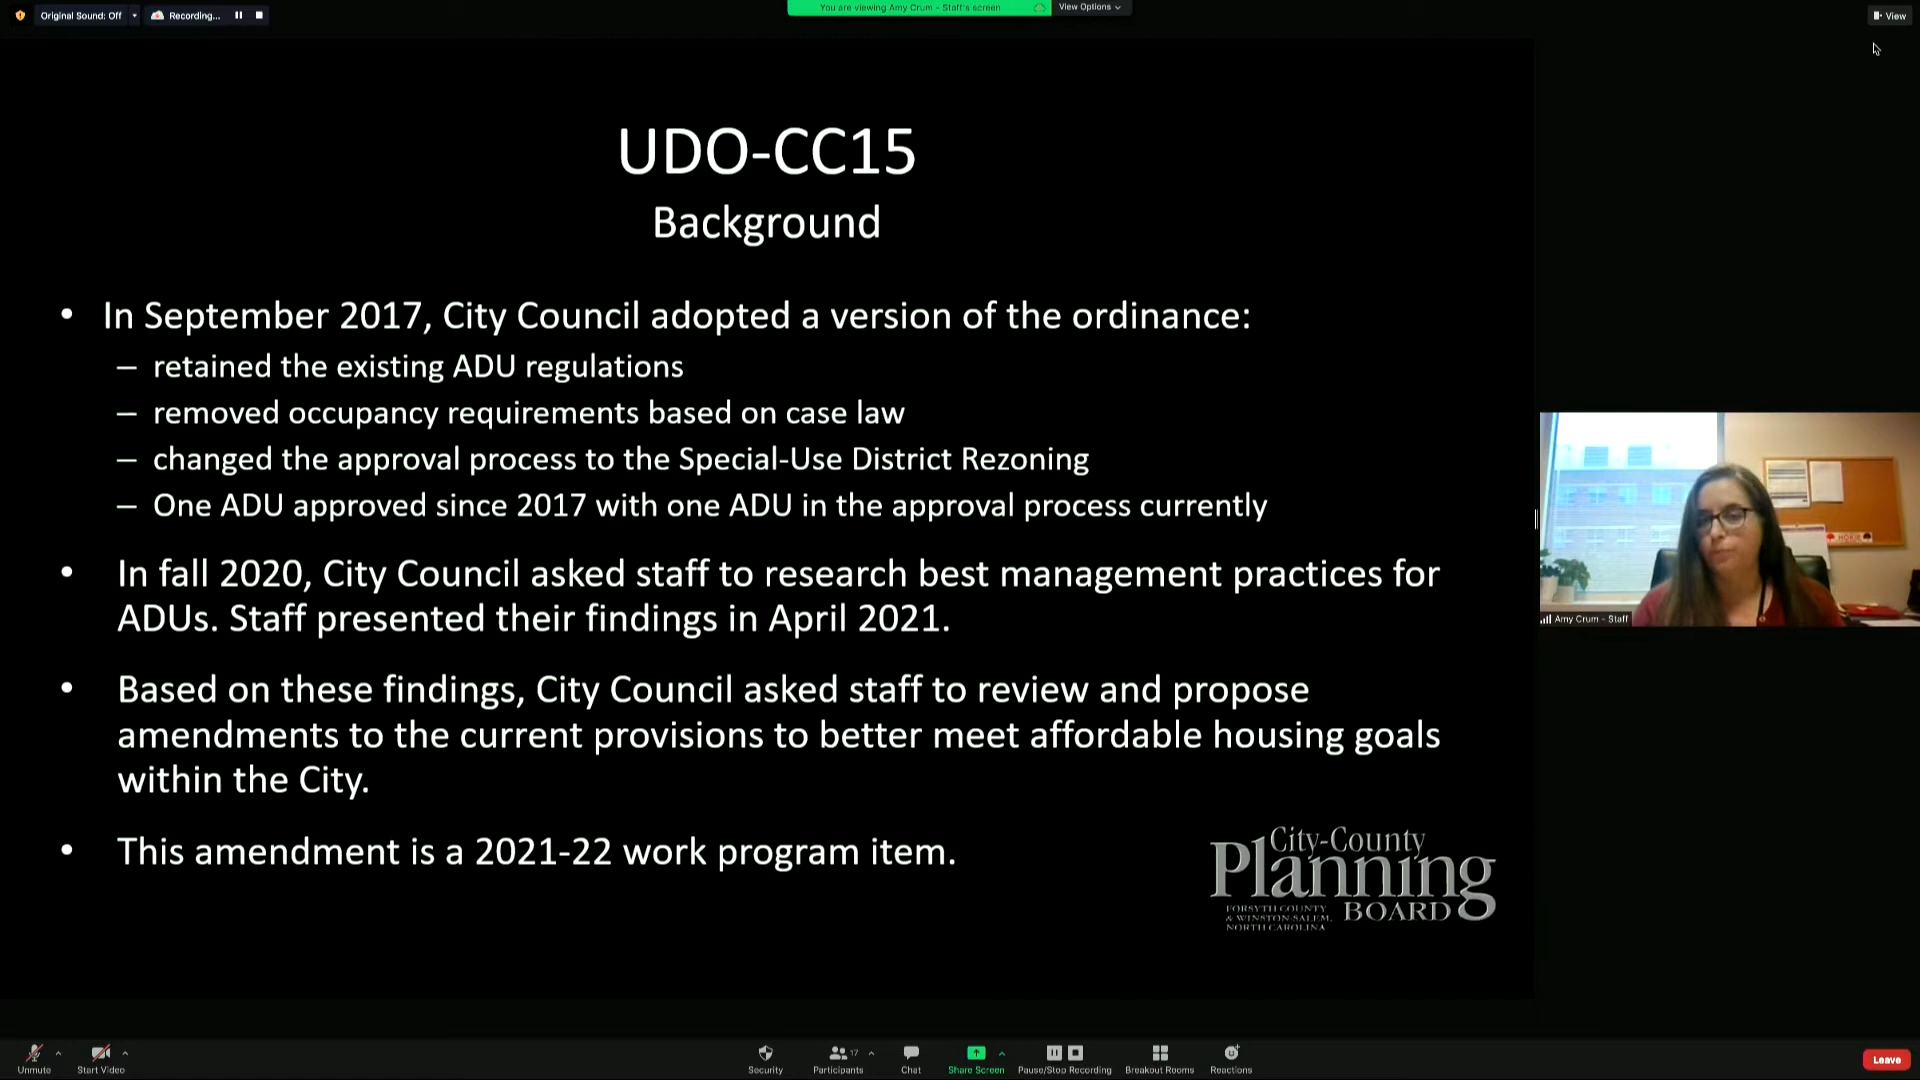 Original Sound: Off
Recording...
You are viewing Amy Crum - Staff's screen
View Options
View
UDO-CC15
Background
• In September 2017, City Council adopted a version of the ordinance:
– retained the existing ADU regulations
– removed occupancy requirements based on case law
– changed the approval process to the Special-Use District Rezoning
– One ADU approved since 2017 with one ADU in the approval process currently
• In fall 2020, City Council asked staff to research best management practices for
ADUs. Staff presented their findings in April 2021.
• Based on these findings, City Council asked staff to review and propose
amendments to the current provisions to better meet affordable housing goals
within the City.
• This amendment is a 2021-22 work program item.
City-County
Planning
BOARD
FORSYTH COUNTY
& WINSTON-SALEM,
NORTH CAROLINA
Amy Crum - Staff
Unmute
Start Video
Security
17
Participants
Chat
Share Screen
Pause/Stop Recording
Breakout Rooms
Reactions
Leave